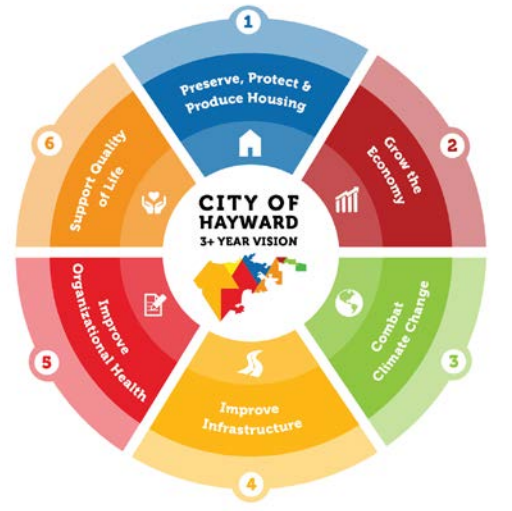 1
Preserve, Protect &
Produce Housing
2
Grow the
Economy
3
Combat
Climate Change
4
Improve
Infrastructure
5
Improve
Organizational Health
6
Support Quality
of Life
CITY OF
HAYWARD
3+ YEAR VISION